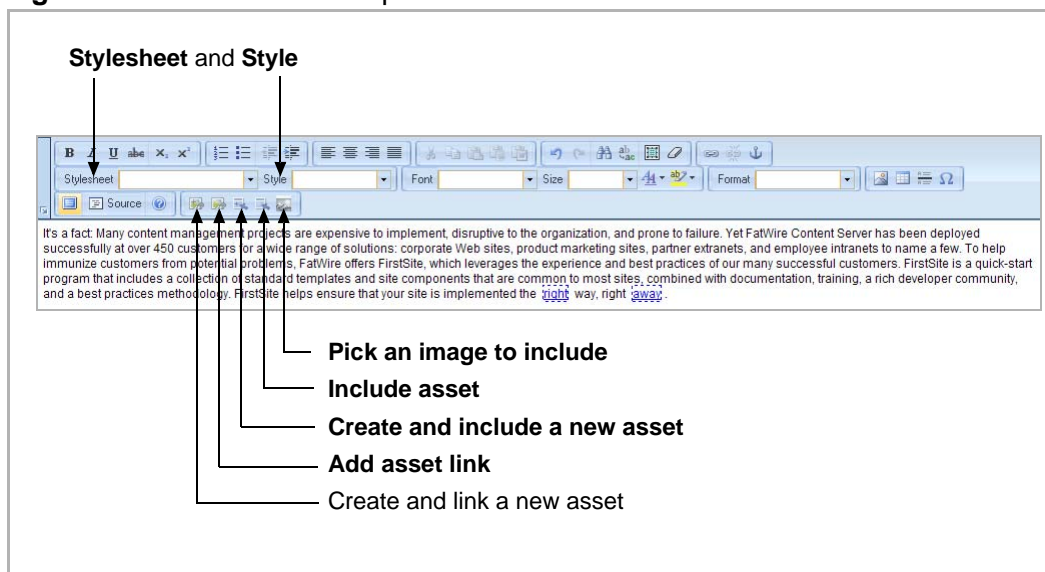 Stylesheet and Style
B I U abc X₂ X²
Stylesheet Style Font Size Format
Source
It's a fact: Many content management projects are expensive to implement, disruptive to the organization, and prone to failure. Yet FatWire Content Server has been deployed
successfully at over 450 customers for a wide range of solutions: corporate Web sites, product marketing sites, partner extranets, and employee intranets to name a few. To help
immunize customers from potential problems, FatWire offers FirstSite, which leverages the experience and best practices of our many successful customers. FirstSite is a quick-start
program that includes a collection of standard templates and site components that are common to most sites, combined with documentation, training, a rich developer community,
and a best practices methodology. FirstSite helps ensure that your site is implemented the right way, right away.
Pick an image to include
Include asset
Create and include a new asset
Add asset link
Create and link a new asset